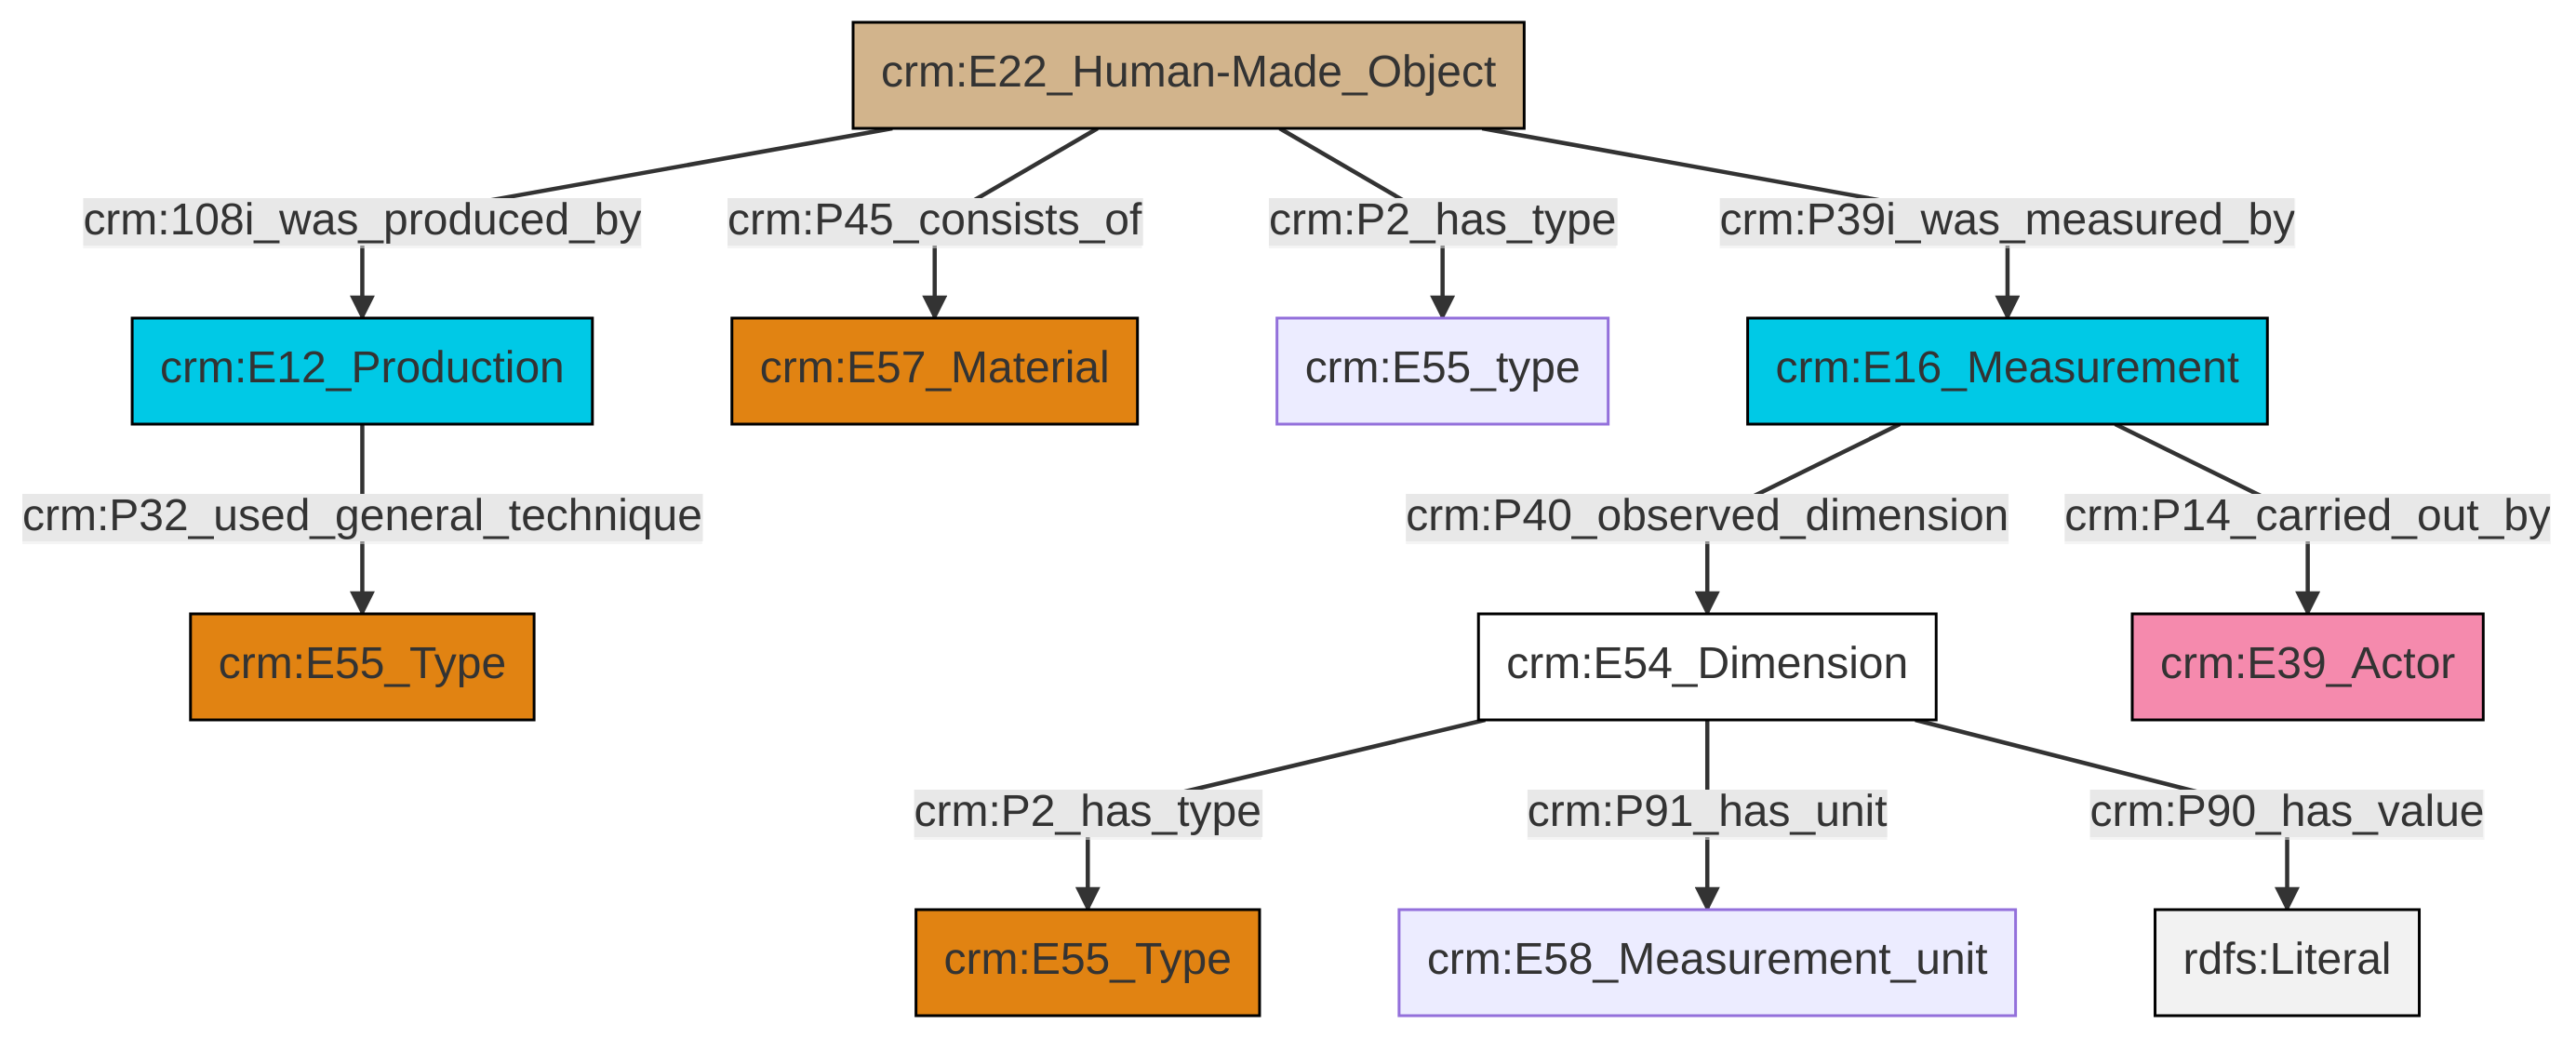 crm:E22_Human-Made_Object
crm:108i_was_produced_by
crm:P45_consists_of
crm:P2_has_type
crm:P39i_was_measured_by
crm:E12_Production
crm:E57_Material
crm:E55_type
crm:E16_Measurement
crm:P32_used_general_technique
crm:P40_observed_dimension
crm:P14_carried_out_by
crm:E55_Type
crm:E54_Dimension
crm:E39_Actor
crm:P2_has_type
crm:P91_has_unit
crm:P90_has_value
crm:E55_Type
crm:E58_Measurement_unit
rdfs:Literal